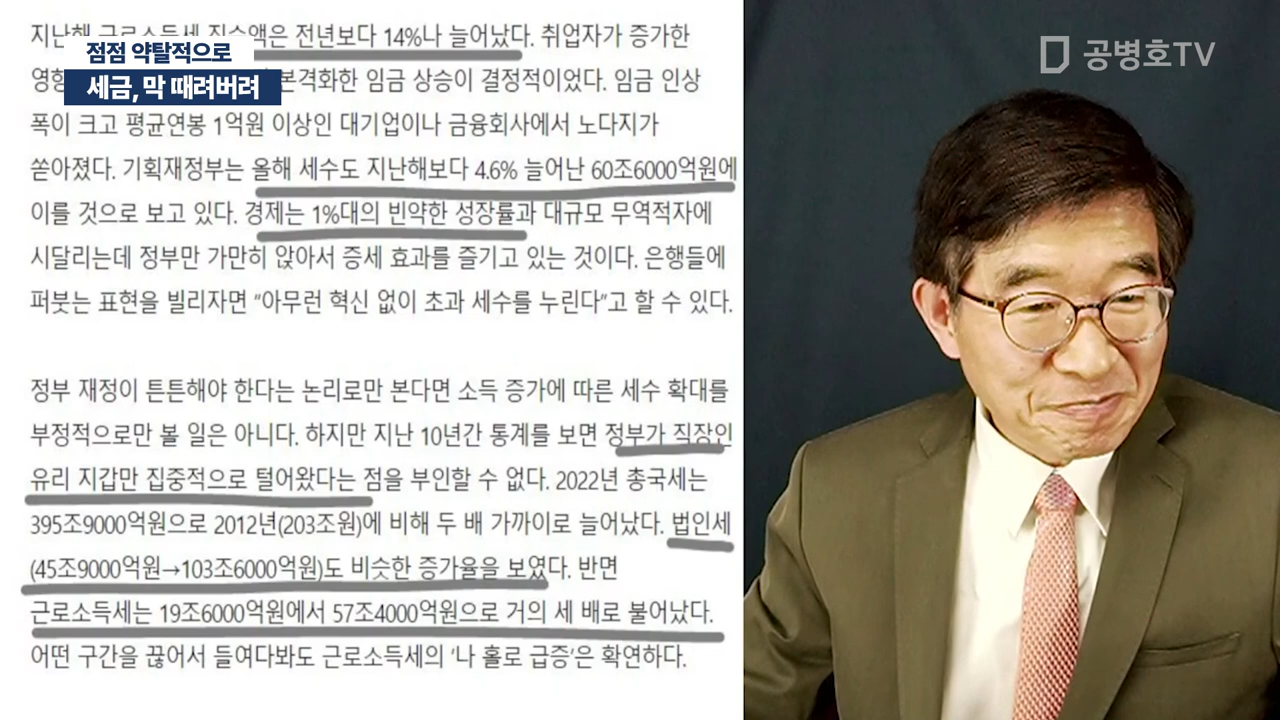 지난해 근로소득세 징수액은 전년보다 14%나 늘어났다. 취업자가 증가한
점점 약탈적으로
세금, 막 때려버려
영향 본격화한 임금 상승이 결정적이었다. 임금 인상
폭이 크고 평균연봉 1억원 이상인 대기업이나 금융회사에서 노다지가
쏟아졌다. 기획재정부는 올해 세수도 지난해보다 4.6% 늘어난 60조6000억원에
이를 것으로 보고 있다. 경제는 1%대의 빈약한 성장률과 대규모 무역적자에
시달리는데 정부만 가만히 앉아서 증세 효과를 즐기고 있는 것이다. 은행들에
퍼붓는 표현을 빌리자면 “아무런 혁신 없이 초과 세수를 누린다”고 할 수 있다.
정부 재정이 튼튼해야 한다는 논리로만 본다면 소득 증가에 따른 세수 확대를
부정적으로만 볼 일은 아니다. 하지만 지난 10년간 통계를 보면 정부가 직장인
유리 지갑만 집중적으로 털어왔다는 점을 부인할 수 없다. 2022년 총국세는
395조9000억원으로 2012년(203조원)에 비해 두 배 가까이로 늘어났다. 법인세
(45조9000억원→103조6000억원)도 비슷한 증가율을 보였다. 반면
근로소득세는 19조6000억원에서 57조4000억원으로 거의 세 배로 불어났다.
어떤 구간을 끊어서 들여다봐도 근로소득세의 ‘나 홀로 급증’은 확연하다.
공병호TV